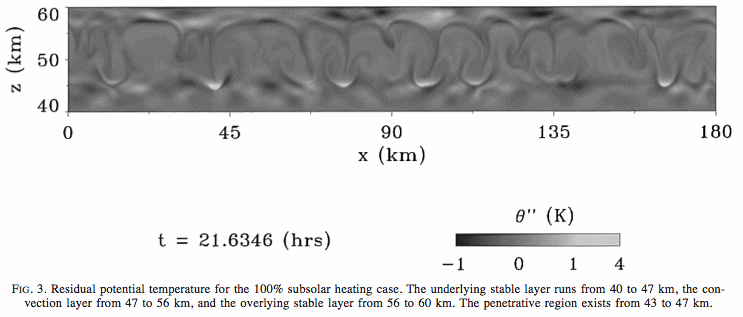 60
50
40
z (km)
0 45 90 135 180
x (km)
θ'' (K)
t = 21.6346 (hrs)
−1 0 1 4
FIG. 3. Residual potential temperature for the 100% subsolar heating case. The underlying stable layer runs from 40 to 47 km, the con-
vection layer from 47 to 56 km, and the overlying stable layer from 56 to 60 km. The penetrative region exists from 43 to 47 km.